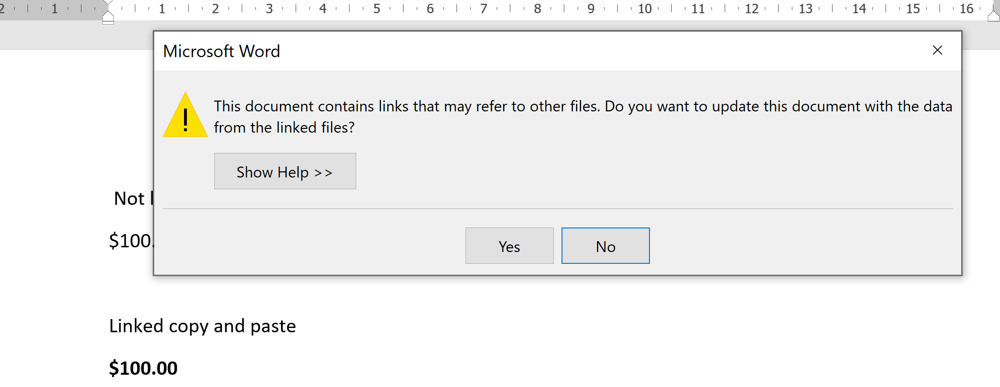 2 1 1 2 3 4 5 6 7 8 9 10 11 12 13 14 15 16
Microsoft Word
This document contains links that may refer to other files. Do you want to update this document with the data
from the linked files?
Show Help >>
Not
$100.
Yes No
Linked copy and paste
$100.00